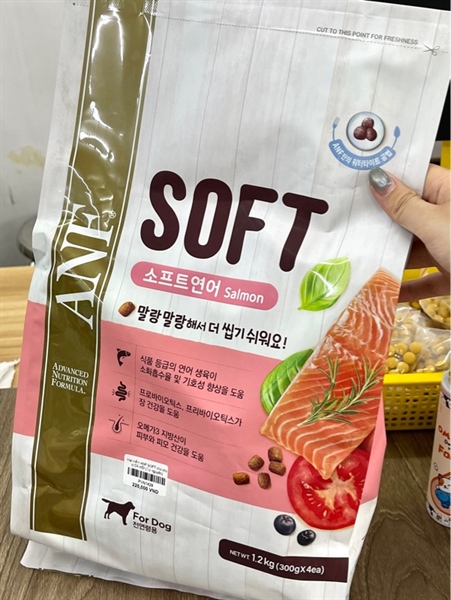 CUT TO THIS POINT FOR FRESHNESS
ANF
ADVANCED
NUTRITION
FORMULA.
SOFT
소프트연어 Salmon
말랑말랑해서 더 씹기쉬워요!
식품 등급의 연어 생육이
소화흡수율 및 기호성 향상을 도움
프로바이오틱스, 프리바이오틱스가
장 건강을 도움
오메가3 지방산이
피부와 피모 건강을 도움
220,000 VND
For Dog
전연령용
NET WT. 1.2kg (300gX4ea)